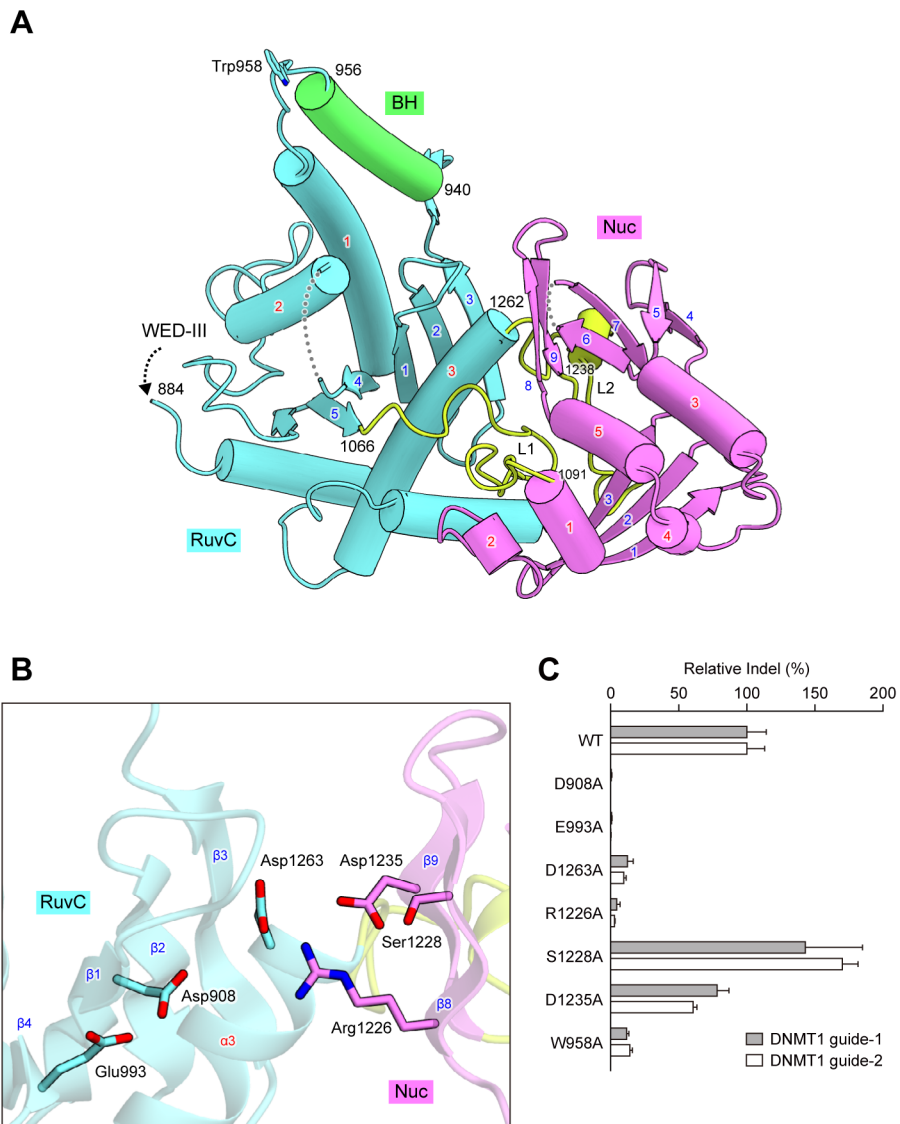 A
Trp958
956
BH
940
Nuc
1
2
3
1262
WED-III
884
2
1
3
4
5
1066
7
6
5
4
9
1238
8
L2
3
5
L1
1091
1
3
2
1
4
2
RuvC
B
RuvC
β3
Asp1263
Asp1235
β9
Ser1228
β2
β1
Asp908
β4
Glu993
α3
Arg1226
β8
Nuc
C
Relative Indel (%)
0 50 100 150 200
WT
D908A
E993A
D1263A
R1226A
S1228A
D1235A
W958A
DNMT1 guide-1
DNMT1 guide-2